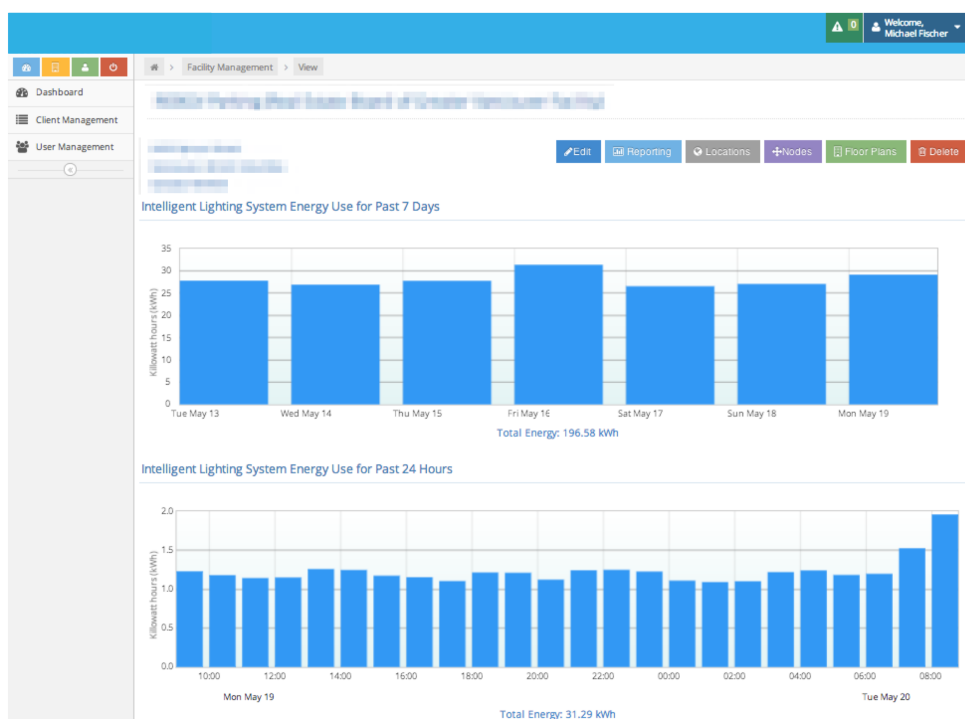 0
Welcome,
Michael Fischer
Facility Management > View
Dashboard
Client Management
User Management
Edit Reporting Locations Nodes Floor Plans Delete
Intelligent Lighting System Energy Use for Past 7 Days
35
30
25
20
15
10
5
0
Killowatt hours (kWh)
Tue May 13 Wed May 14 Thu May 15 Fri May 16 Sat May 17 Sun May 18 Mon May 19
Total Energy: 196.58 kWh
Intelligent Lighting System Energy Use for Past 24 Hours
2.0
1.5
1.0
0.5
0.0
Killowatt hours (kWh)
10:00 12:00 14:00 16:00 18:00 20:00 22:00 00:00 02:00 04:00 06:00 08:00
Mon May 19 Tue May 20
Total Energy: 31.29 kWh